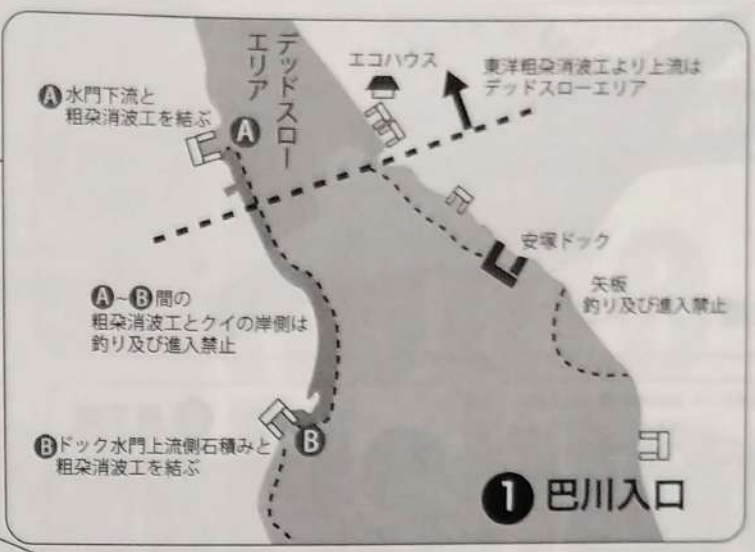 デッドスロー
エリア
エコハウス
東洋粗朶消波工より上流は
デッドスローエリア
A 水門下流と
粗朶消波工を結ぶ
A
安塚ドック
矢板
釣り及び進入禁止
A~B間の
粗朶消波工とクイの岸側は
釣り及び進入禁止
B ドック水門上流側石積みと
粗朶消波工を結ぶ
B
1 巴川入口